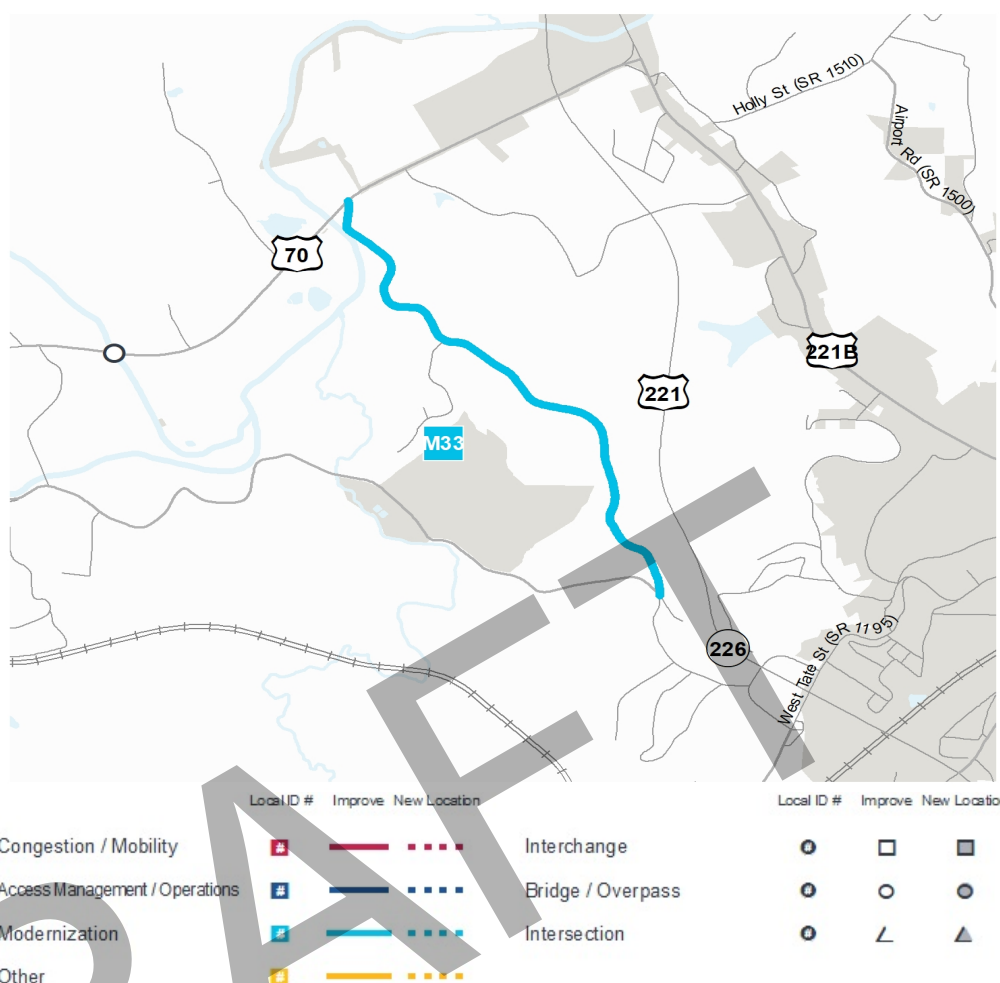 Holly St (SR 1510)
Airport Rd (SR 1500)
70
221B
221
M33
226
West Tate St (SR 1195)
Local ID # Improve New Location
Congestion / Mobility #
Access Management / Operations #
Modernization #
Other #
Local ID # Improve New Locatio
Interchange #
Bridge / Overpass #
Intersection #
RAFT